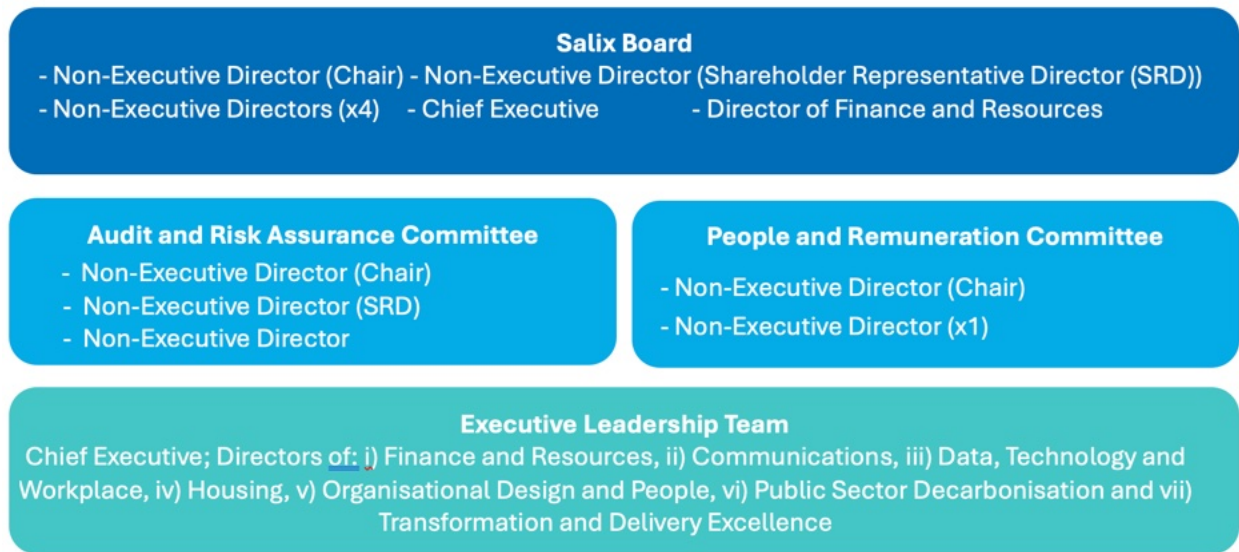 Salix Board
- Non-Executive Director (Chair) - Non-Executive Director (Shareholder Representative Director (SRD))
- Non-Executive Directors (x4) - Chief Executive - Director of Finance and Resources
Audit and Risk Assurance Committee
- Non-Executive Director (Chair)
- Non-Executive Director (SRD)
- Non-Executive Director
People and Remuneration Committee
- Non-Executive Director (Chair)
- Non-Executive Director (x1)
Executive Leadership Team
Chief Executive; Directors of: i) Finance and Resources, ii) Communications, iii) Data, Technology and
Workplace, iv) Housing, v) Organisational Design and People, vi) Public Sector Decarbonisation and vii)
Transformation and Delivery Excellence